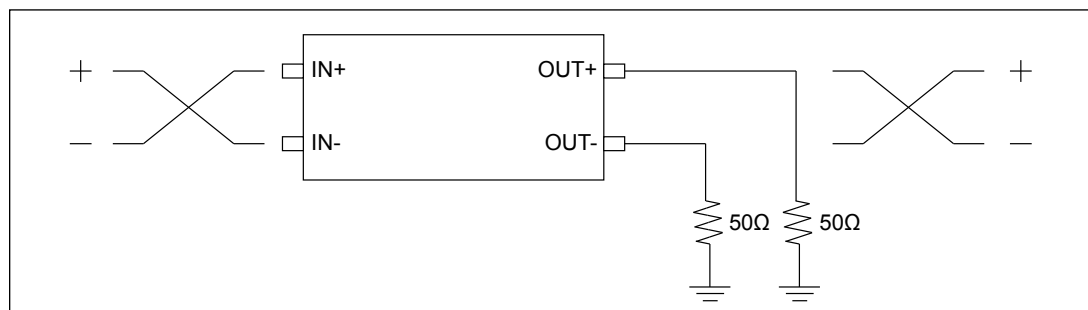 + IN+ OUT+ +
− IN- OUT- −
50Ω 50Ω